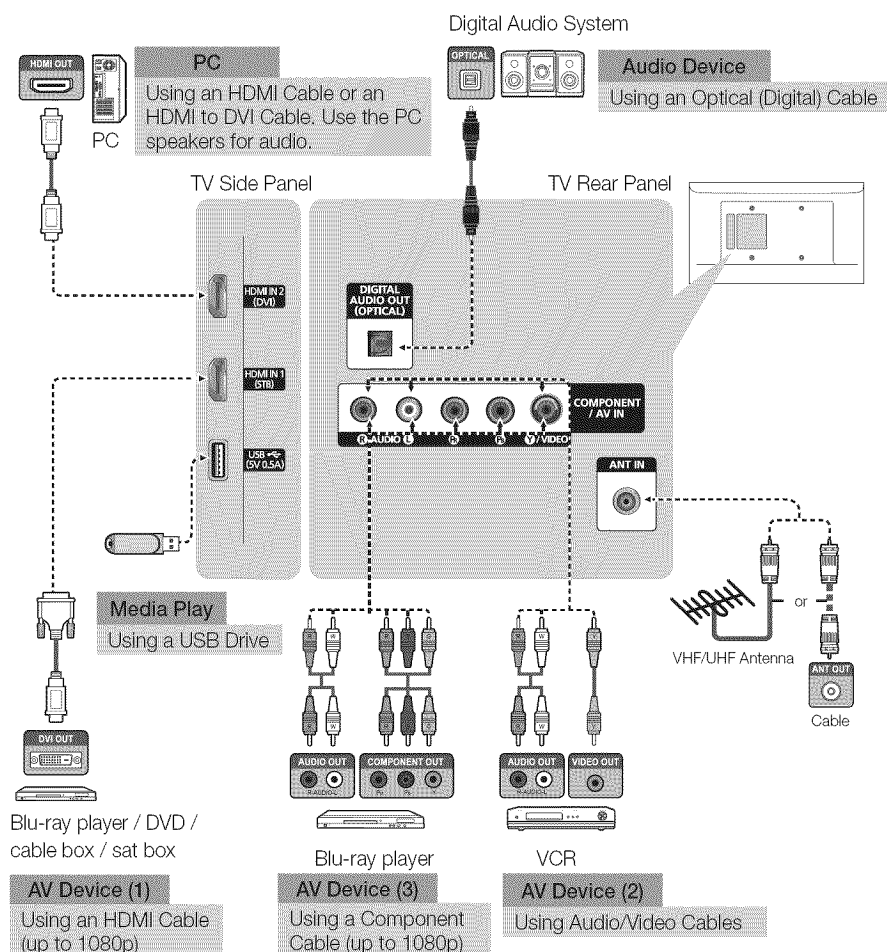 Digital Audio System
HDMI OUT
PC
PC
Using an HDMI Cable or an
HDMI to DVI Cable. Use the PC
speakers for audio.
OPTICAL
Audio Device
Using an Optical (Digital) Cable
TV Side Panel
TV Rear Panel
HDMI IN 2
(DVI)
HDMI IN 1
(STB)
USB
(5V 0.5A)
DIGITAL
AUDIO OUT
(OPTICAL)
COMPONENT
/ AV IN
R-AUDIO-L PR PB Y/VIDEO
ANT IN
Media Play
Using a USB Drive
VHF/UHF Antenna
or
ANT OUT
Cable
R W R B G
R W Y
R W R B G
R W Y
DVI OUT
AUDIO OUT
R-AUDIO-L
COMPONENT OUT
PR PB Y
AUDIO OUT
R-AUDIO-L
VIDEO OUT
Blu-ray player / DVD /
cable box / sat box
Blu-ray player
VCR
AV Device (1)
Using an HDMI Cable
(up to 1080p)
AV Device (3)
Using a Component
Cable (up to 1080p)
AV Device (2)
Using Audio/Video Cables